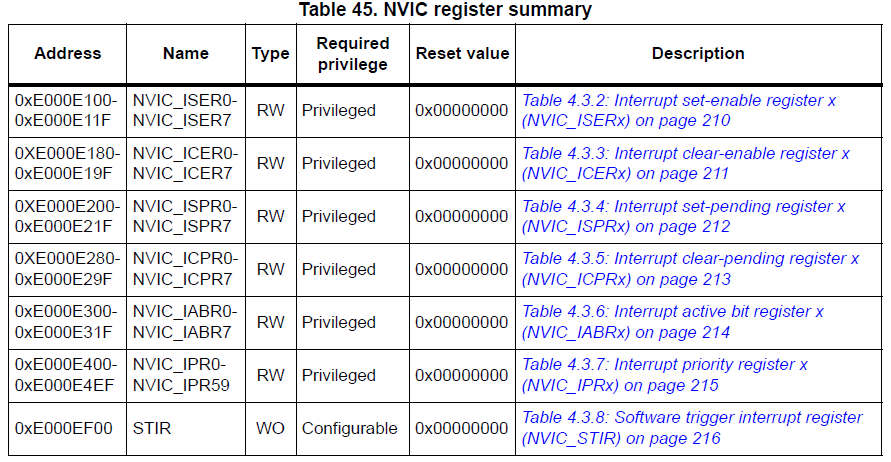 Table 45. NVIC register summary
Address Name Type Required privilege Reset value Description
0xE000E100- NVIC_ISER0- RW Privileged 0x00000000 Table 4.3.2: Interrupt set-enable register x
0xE000E11F NVIC_ISER7 (NVIC_ISERx) on page 210
0XE000E180- NVIC_ICER0- RW Privileged 0x00000000 Table 4.3.3: Interrupt clear-enable register x
0xE000E19F NVIC_ICER7 (NVIC_ICERx) on page 211
0XE000E200- NVIC_ISPR0- RW Privileged 0x00000000 Table 4.3.4: Interrupt set-pending register x
0xE000E21F NVIC_ISPR7 (NVIC_ISPRx) on page 212
0XE000E280- NVIC_ICPR0- RW Privileged 0x00000000 Table 4.3.5: Interrupt clear-pending register x
0xE000E29F NVIC_ICPR7 (NVIC_ICPRx) on page 213
0xE000E300- NVIC_IABR0- RW Privileged 0x00000000 Table 4.3.6: Interrupt active bit register x
0xE000E31F NVIC_IABR7 (NVIC_IABRx) on page 214
0xE000E400- NVIC_IPR0- RW Privileged 0x00000000 Table 4.3.7: Interrupt priority register x
0xE000E4EF NVIC_IPR59 (NVIC_IPRx) on page 215
0xE000EF00 STIR WO Configurable 0x00000000 Table 4.3.8: Software trigger interrupt register
(NVIC_STIR) on page 216